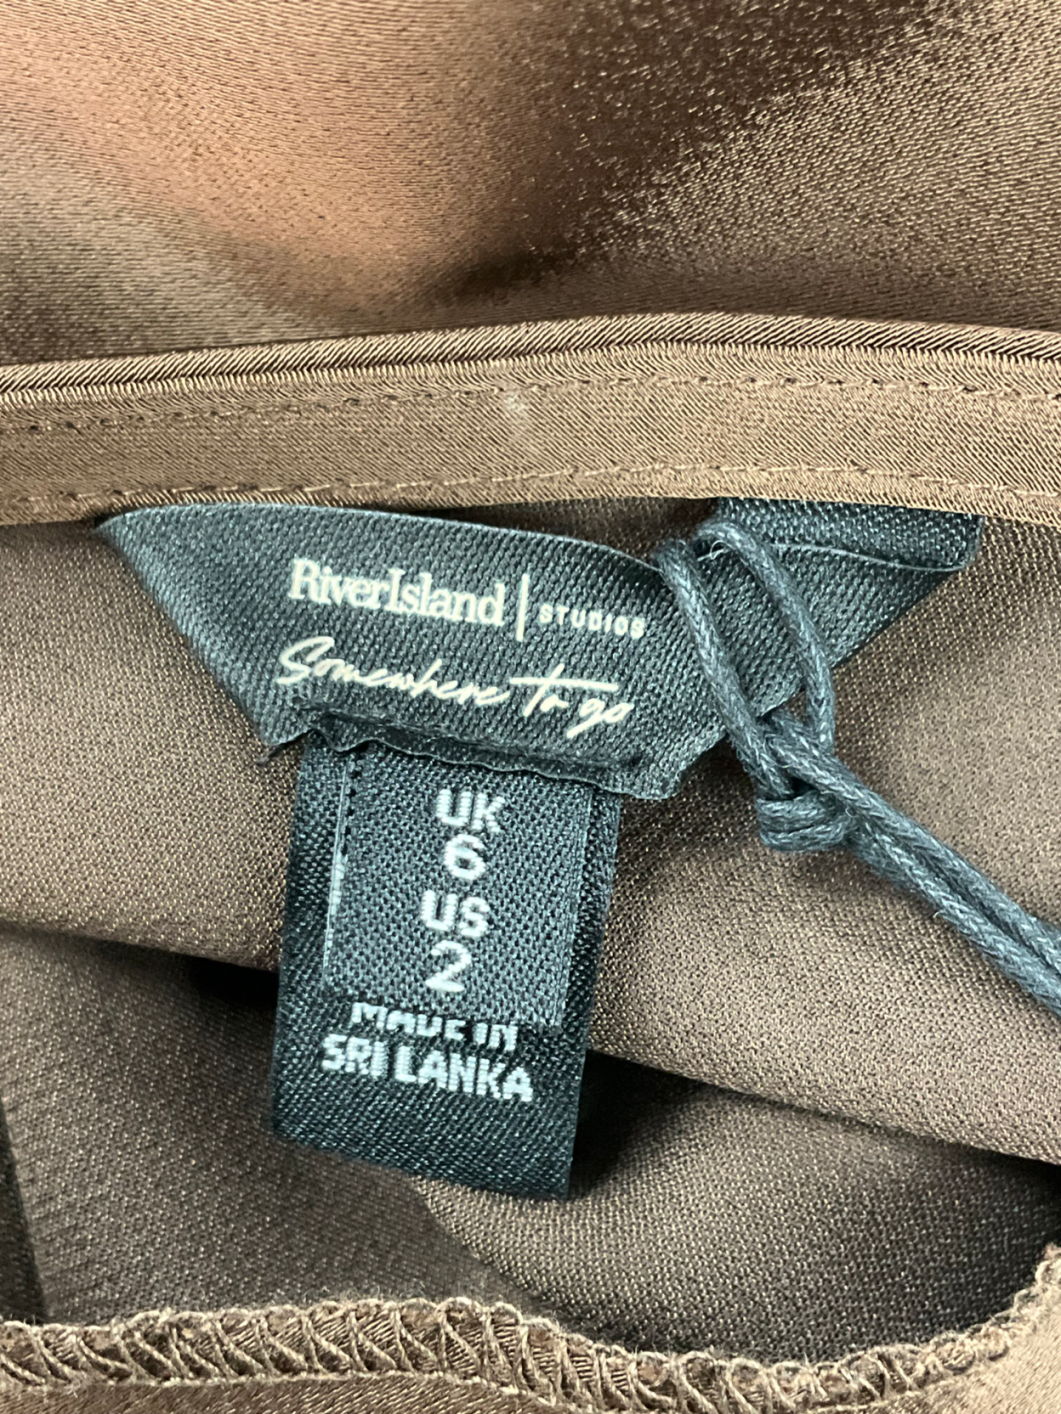 RiverIsland | STUDIOS
Somewhere to go
UK
6
US
2
MADE IN
SRI LANKA